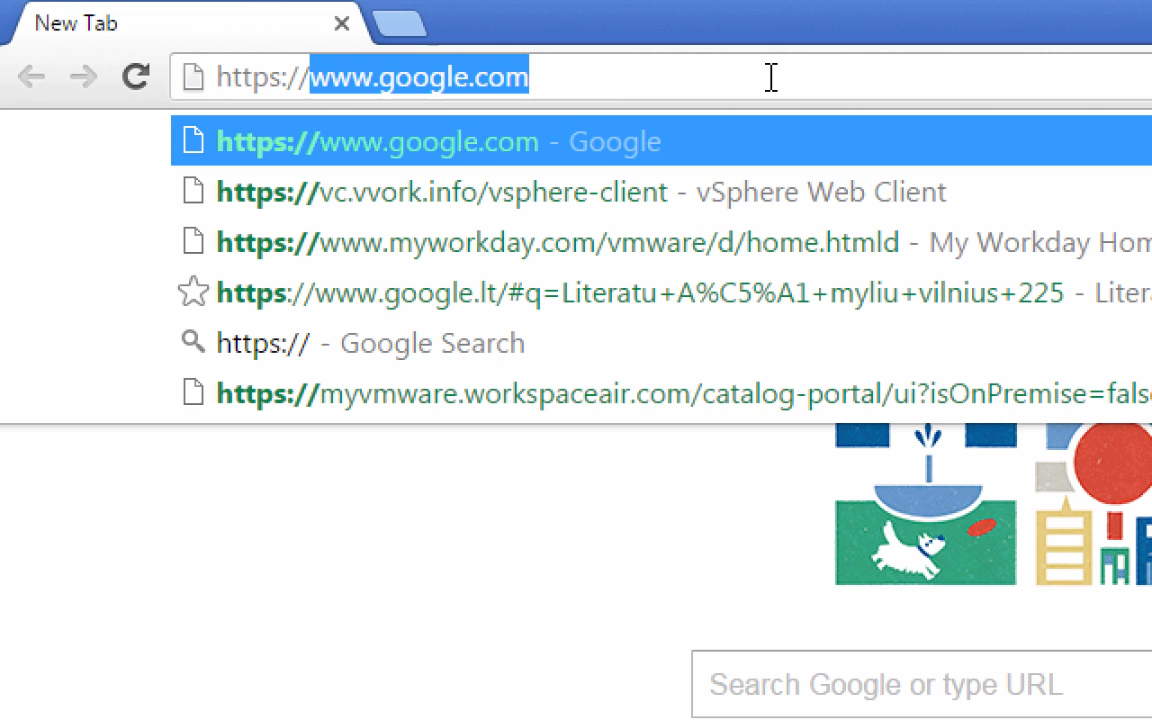 New Tab
https://www.google.com
https://www.google.com - Google
https://vc.vvork.info/vsphere-client - vSphere Web Client
https://www.myworkday.com/vmware/d/home.htmld - My Workday Hom
https://www.google.lt/#q=Literatu+A%C5%A1+myliu+vilnius+225 - Liter
https:// - Google Search
https://myvmware.workspaceair.com/catalog-portal/ui?isOnPremise=fals
Search Google or type URL